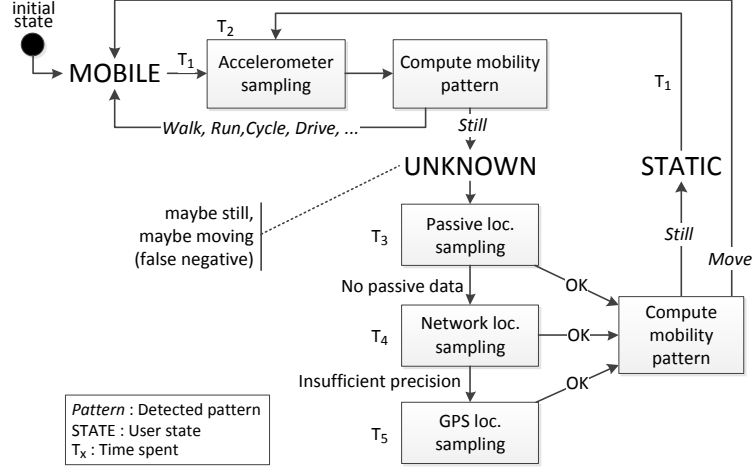 initial
state
MOBILE
T1
T2
Accelerometer
sampling
Compute mobility
pattern
T1
Walk, Run,Cycle, Drive, ...
Still
UNKNOWN
STATIC
maybe still,
maybe moving
(false negative)
T3
Passive loc.
sampling
Still
Move
No passive data
OK
T4
Network loc.
sampling
OK
Compute
mobility
pattern
Insufficient precision
OK
T5
GPS loc.
sampling
Pattern : Detected pattern
STATE : User state
Tx : Time spent